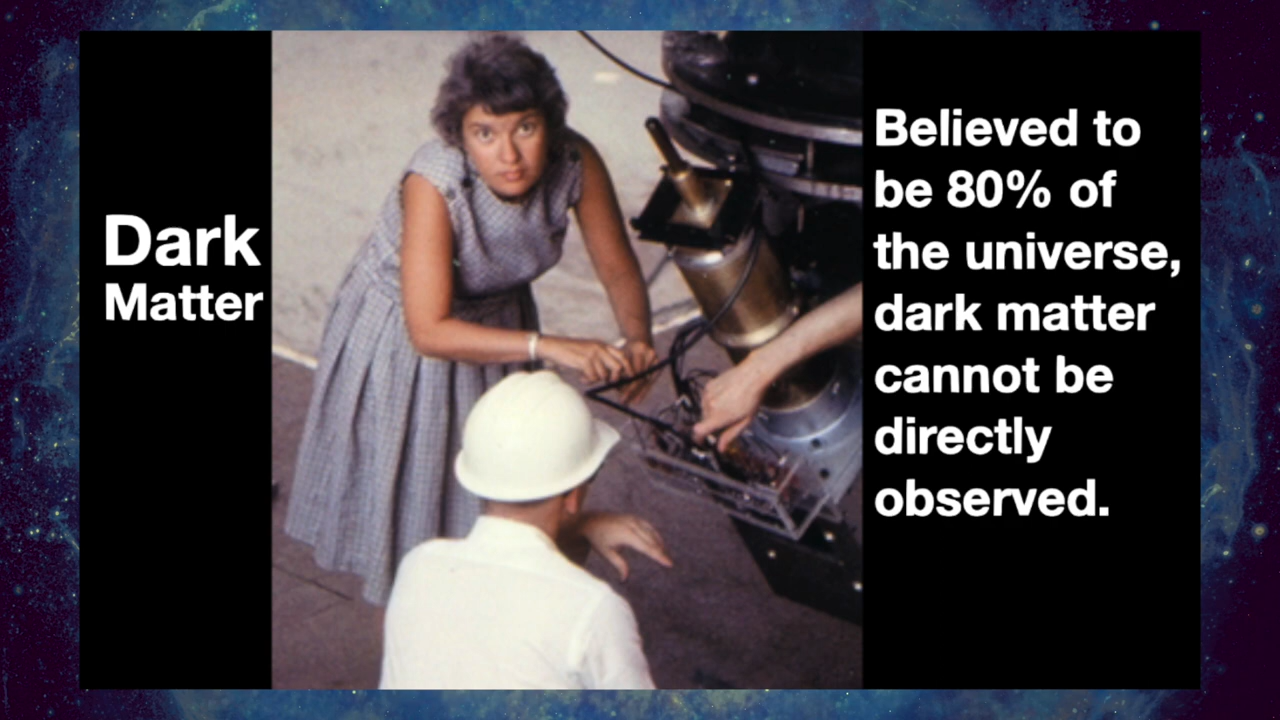 Dark
Matter
Believed to
be 80% of
the universe,
dark matter
cannot be
directly
observed.